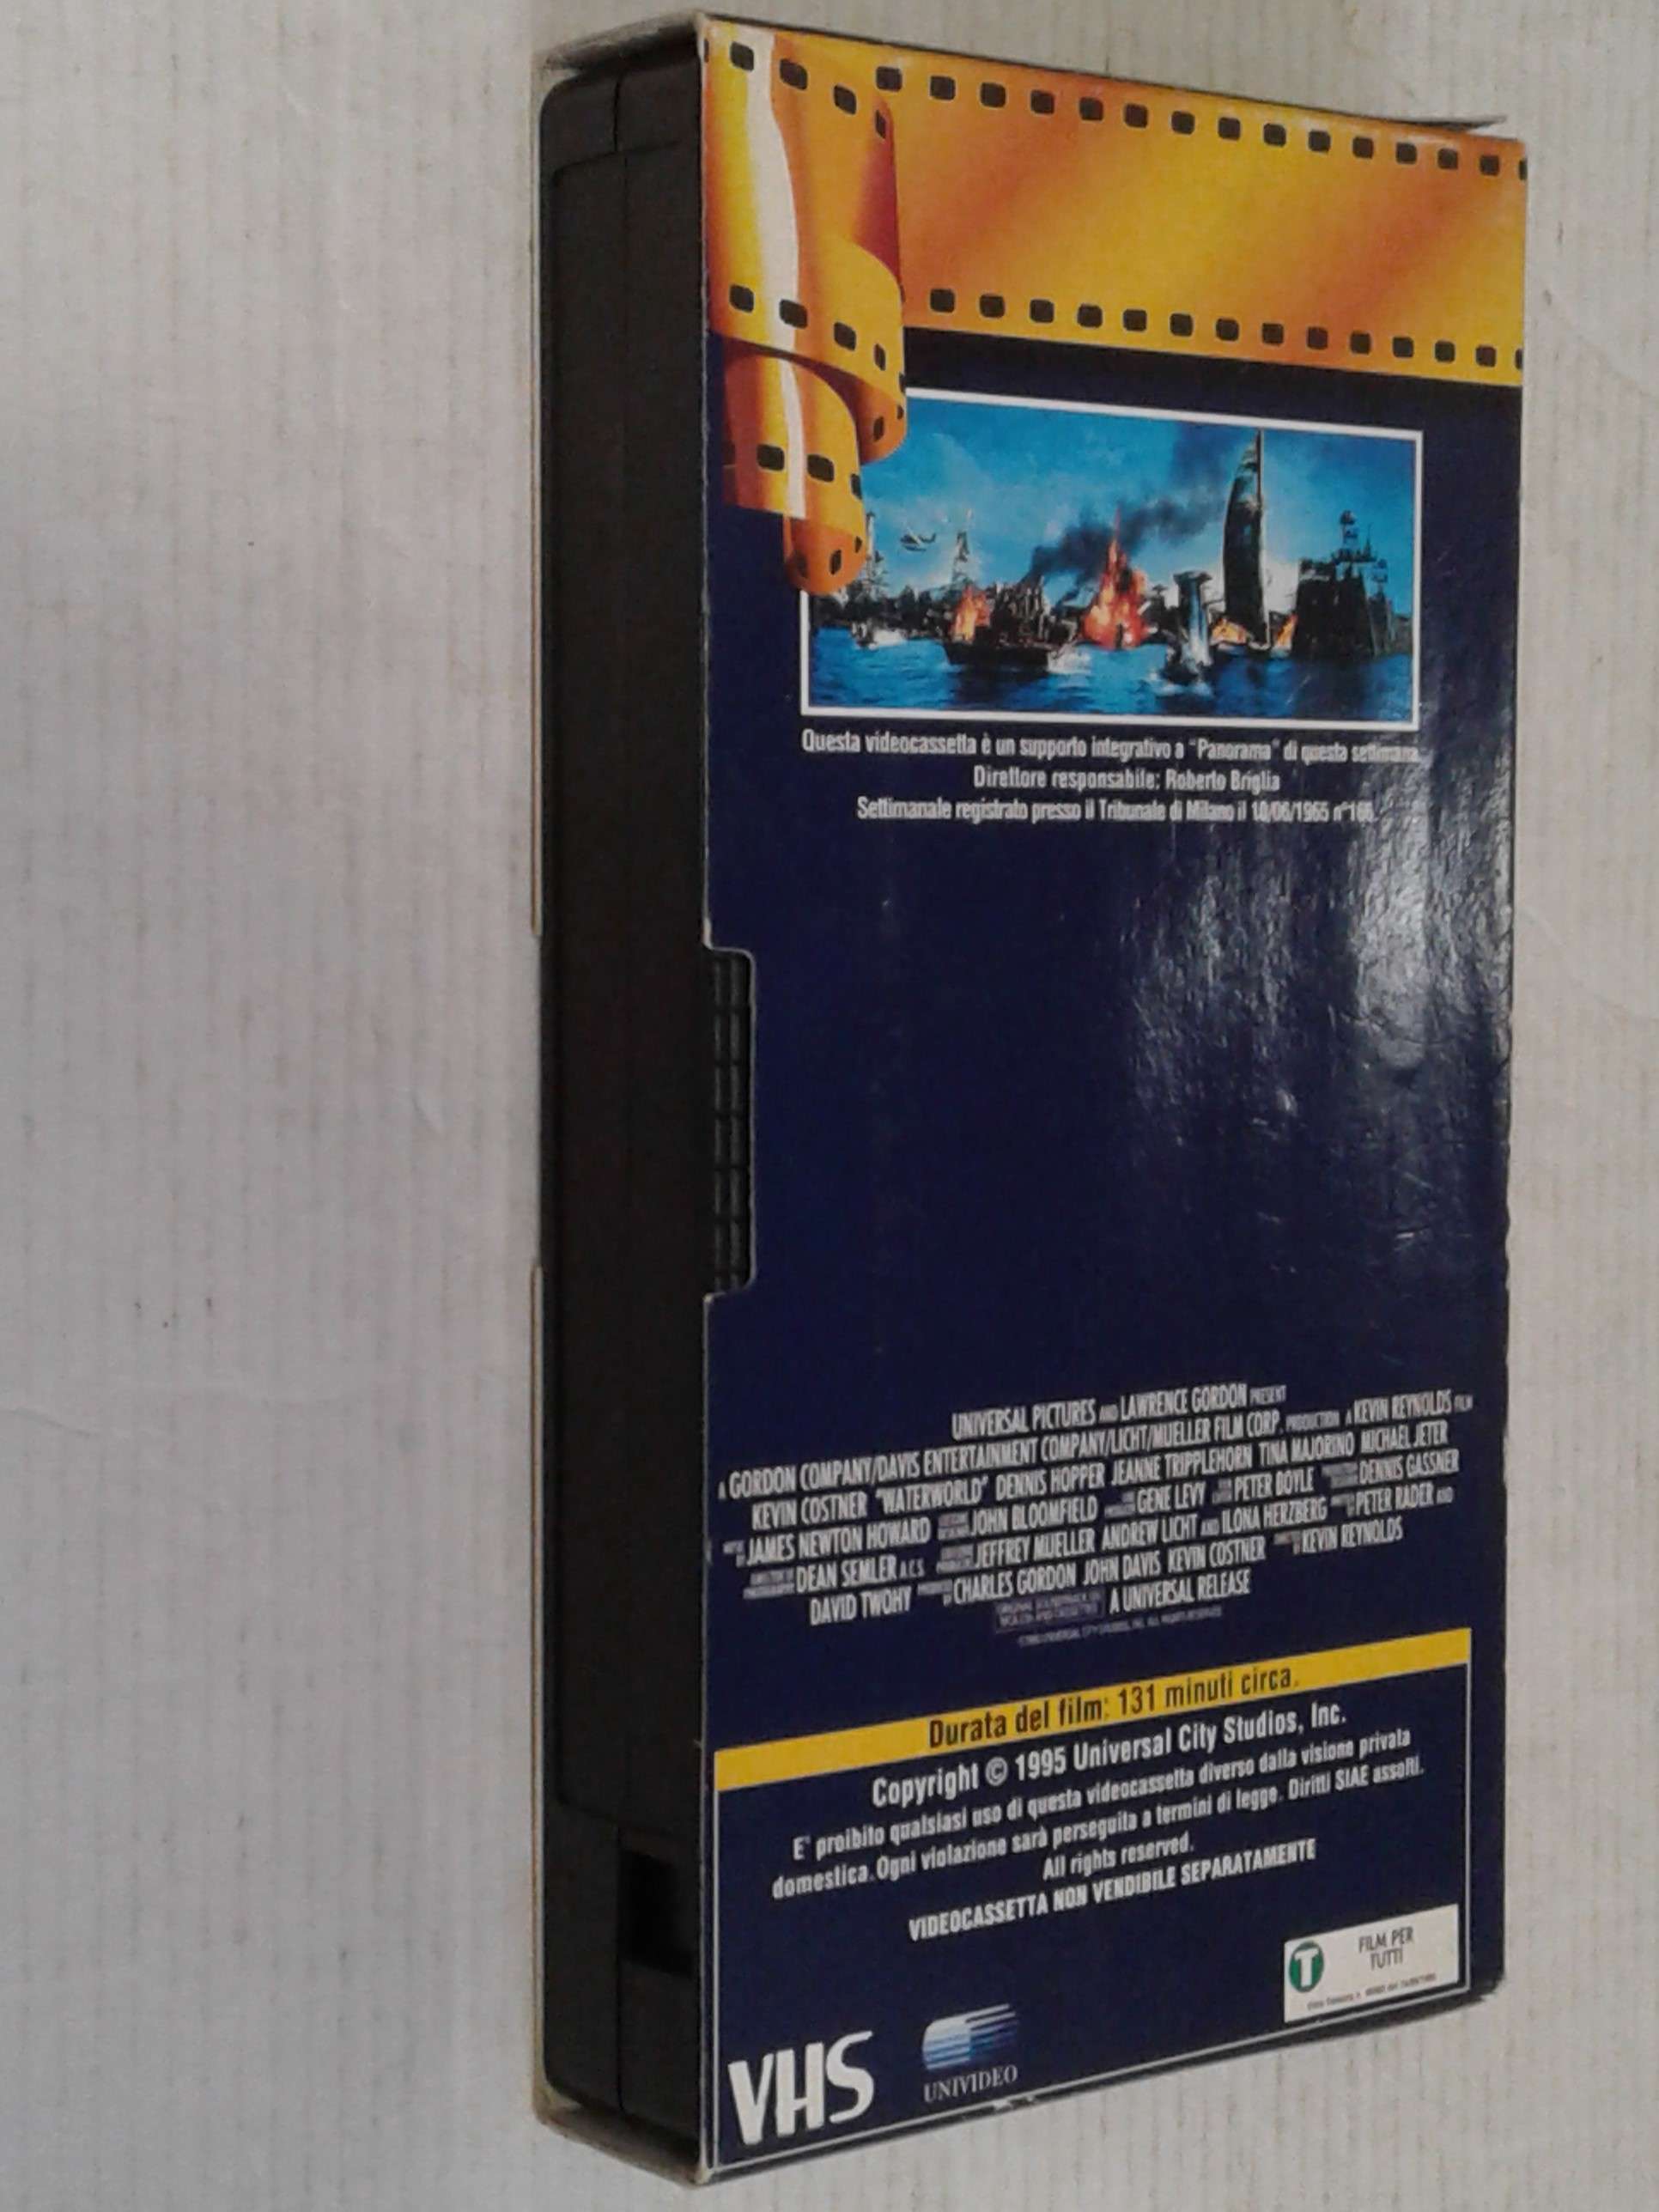 Questa videocassetta è un supporto integrativo a "Panorama" di questa settimana.
Direttore responsabile: Roberto Briglia
Settimanale registrato presso il Tribunale di Milano il 10/06/1965 n°166.
UNIVERSAL PICTURES AND LAWRENCE GORDON PRESENT
A GORDON COMPANY/DAVIS ENTERTAINMENT COMPANY/LICHT/MUELLER FILM CORP. PRODUCTION A KEVIN REYNOLDS FILM
KEVIN COSTNER "WATERWORLD" DENNIS HOPPER JEANNE TRIPPLEHORN TINA MAJORINO MICHAEL JETER
JAMES NEWTON HOWARD JOHN BLOOMFIELD GENE LEVY PETER BOYLE DENNIS GASSNER
DEAN SEMLER A.C.S. JEFFREY MUELLER ANDREW LICHT AND ILONA HERZBERG PETER RADER AND
DAVID TWOHY CHARLES GORDON JOHN DAVIS KEVIN COSTNER KEVIN REYNOLDS
A UNIVERSAL RELEASE
Durata del film: 131 minuti circa.
Copyright © 1995 Universal City Studios, Inc.
E' proibito qualsiasi uso di questa videocassetta diverso dalla visione privata
domestica. Ogni violazione sarà perseguita a termini di legge. Diritti SIAE assolti.
All rights reserved.
VIDEOCASSETTA NON VENDIBILE SEPARATAMENTE
T FILM PER
TUTTI
VHS
UNIVIDEO